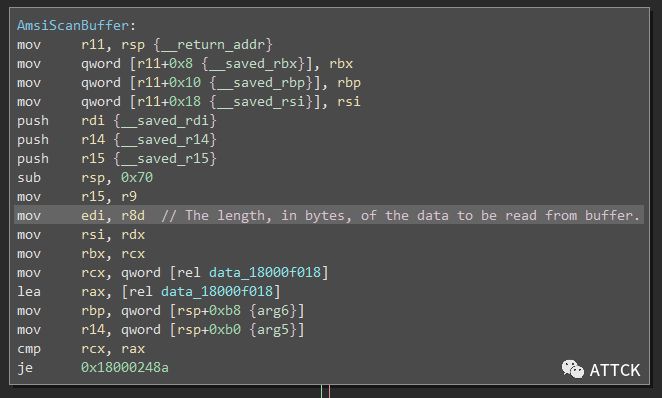 AmsiScanBuffer:
mov r11, rsp {__return_addr}
mov qword [r11+0x8 {__saved_rbx}], rbx
mov qword [r11+0x10 {__saved_rbp}], rbp
mov qword [r11+0x18 {__saved_rsi}], rsi
push rdi {__saved_rdi}
push r14 {__saved_r14}
push r15 {__saved_r15}
sub rsp, 0x70
mov r15, r9
mov edi, r8d // The length, in bytes, of the data to be read from buffer.
mov rsi, rdx
mov rbx, rcx
mov rcx, qword [rel data_18000f018]
lea rax, [rel data_18000f018]
mov rbp, qword [rsp+0xb8 {arg6}]
mov r14, qword [rsp+0xb0 {arg5}]
cmp rcx, rax
je 0x18000248a
ATTCK